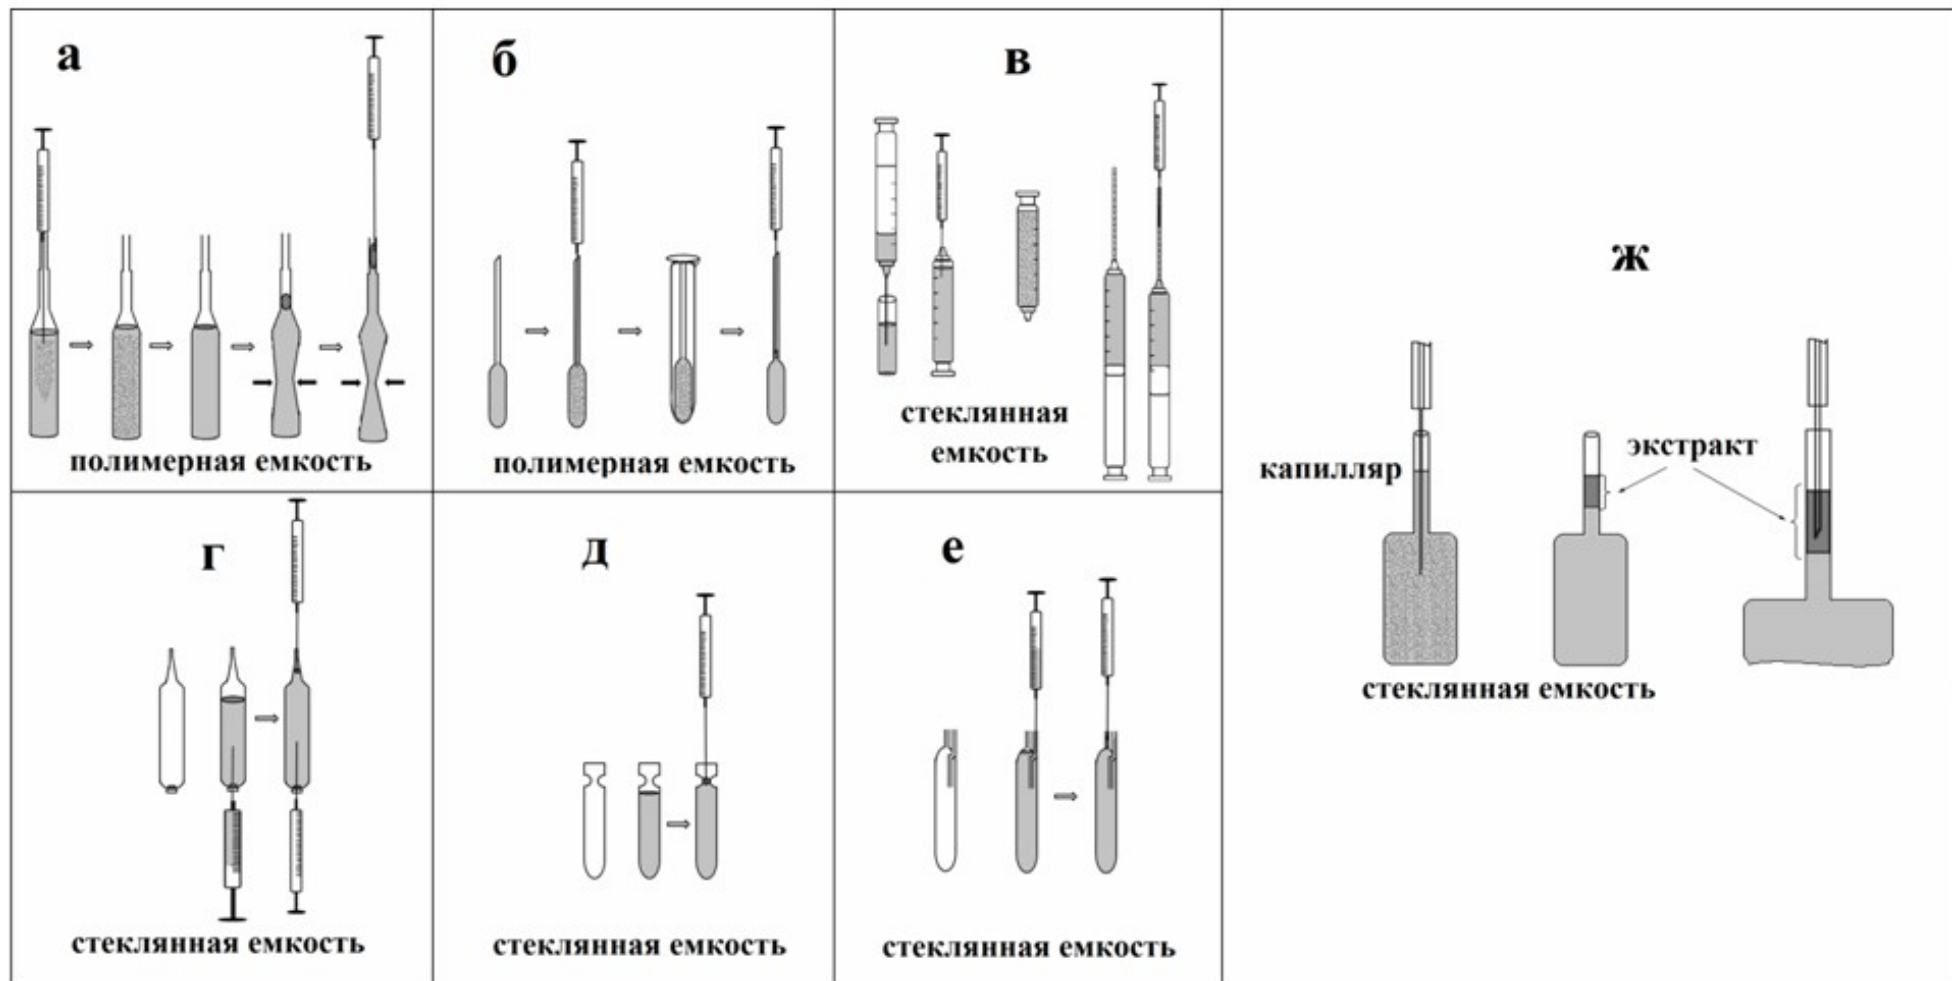 а
полимерная емкость
б
полимерная емкость
в
стеклянная
емкость
г
стеклянная емкость
д
стеклянная емкость
е
стеклянная емкость
ж
капилляр
экстракт
стеклянная емкость